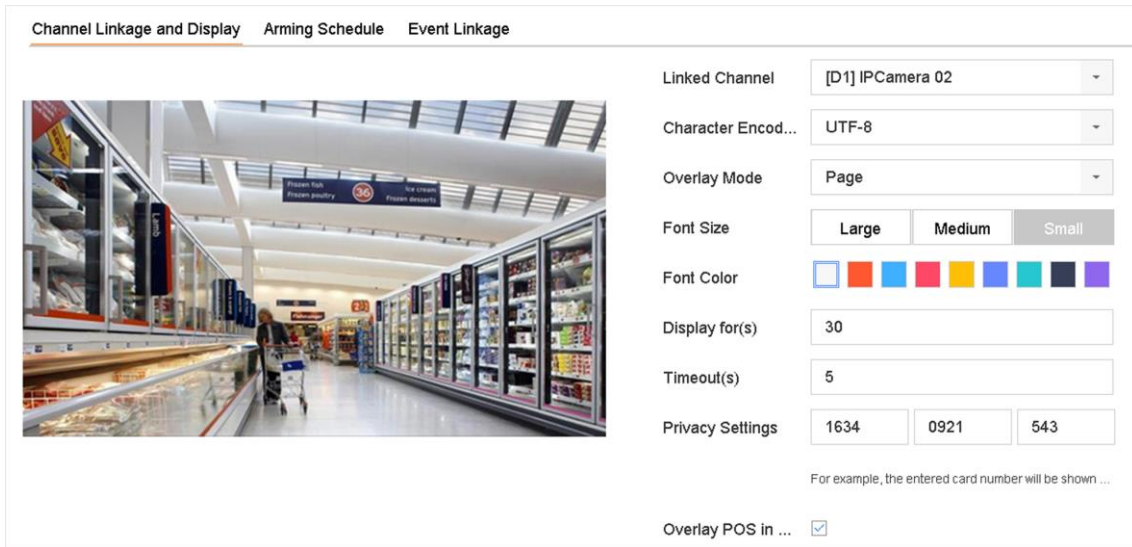 Channel Linkage and Display Arming Schedule Event Linkage
Linked Channel [D1] IPCamera 02
Character Encod... UTF-8
Overlay Mode Page
Font Size Large Medium Small
Font Color
Display for(s) 30
Timeout(s) 5
Privacy Settings 1634 0921 543
For example, the entered card number will be shown ...
Overlay POS in ...
Frozen fish
Frozen poultry
36
Ice cream
Frozen desserts
Lamb